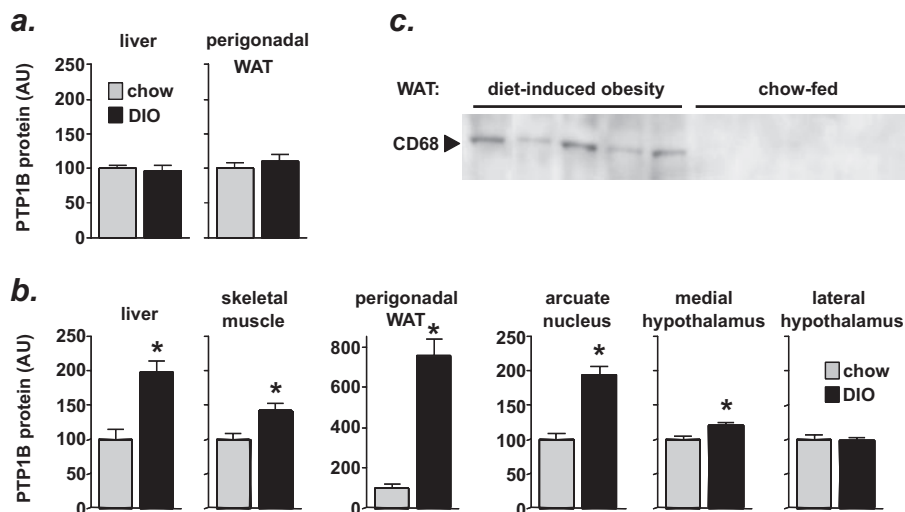 a.
liver
perigonadal
WAT
PTP1B protein (AU)
250
200
150
100
50
0
chow
DIO
c.
WAT:
diet-induced obesity
chow-fed
CD68
b.
liver
skeletal
muscle
perigonadal
WAT
arcuate
nucleus
medial
hypothalamus
lateral
hypothalamus
PTP1B protein (AU)
250
200
150
100
50
0
*
*
800
600
400
200
0
*
250
200
150
100
50
0
*
*
chow
DIO